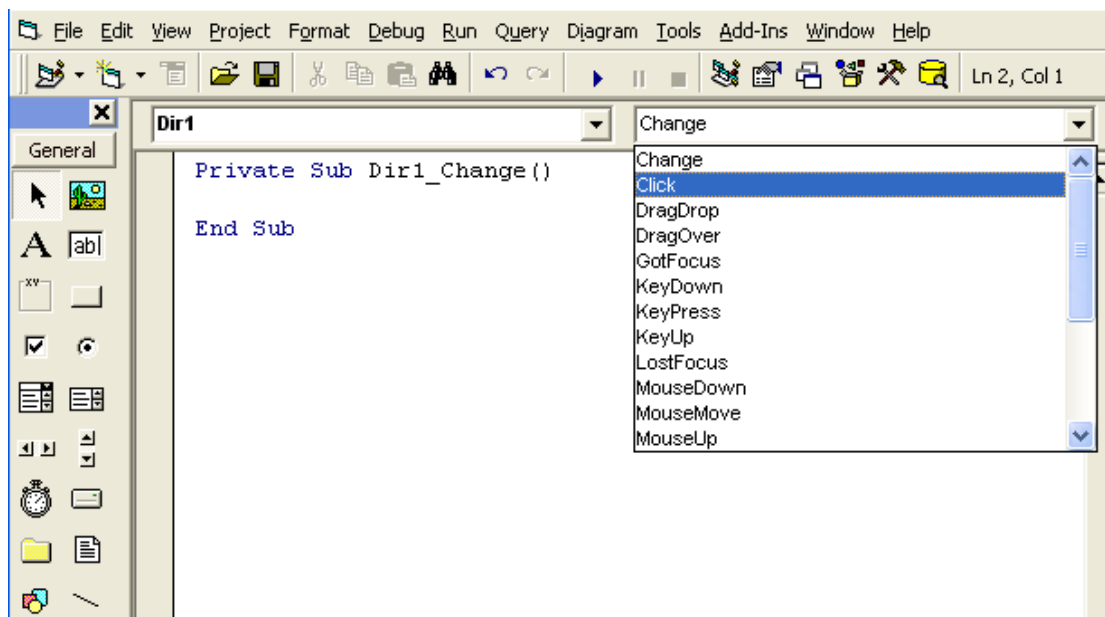 File Edit View Project Format Debug Run Query Diagram Tools Add-Ins Window Help
Ln 2, Col 1
General
Dir1
Change
Private Sub Dir1_Change()
End Sub
Change
Click
DragDrop
DragOver
GotFocus
KeyDown
KeyPress
KeyUp
LostFocus
MouseDown
MouseMove
MouseUp
A
ab|
xv